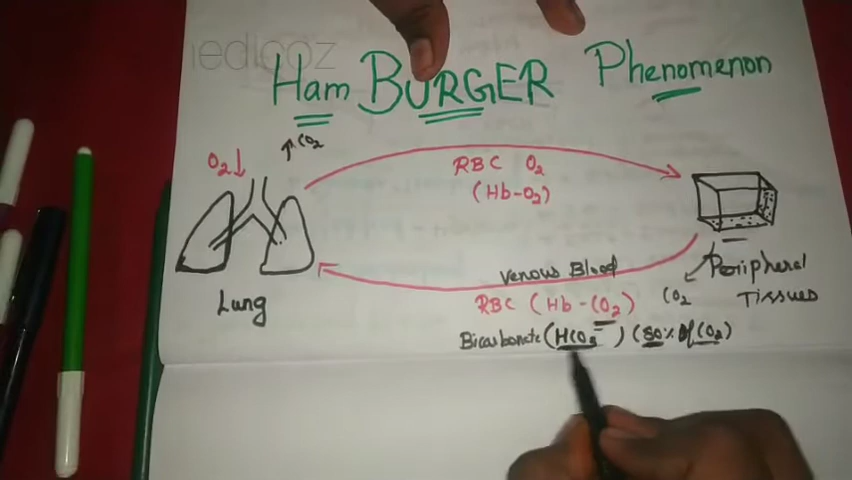 medicoz
HamBURGER Phenomenon
↑CO₂
O₂↓
RBC O₂
(Hb-O₂)
Venous Blood
Peripheral
Tissues
CO₂
Lung
RBC (Hb-CO₂)
Bicarbonate (HCO₃⁻) (80% of CO₂)